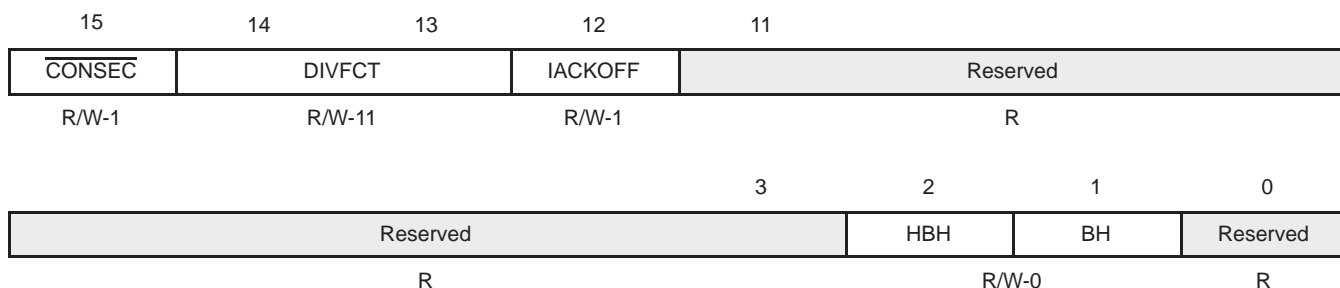 15 14 13 12 11
CONSEC DIVFCT IACKOFF Reserved
R/W-1 R/W-11 R/W-1 R
3 2 1 0
Reserved HBH BH Reserved
R R/W-0 R